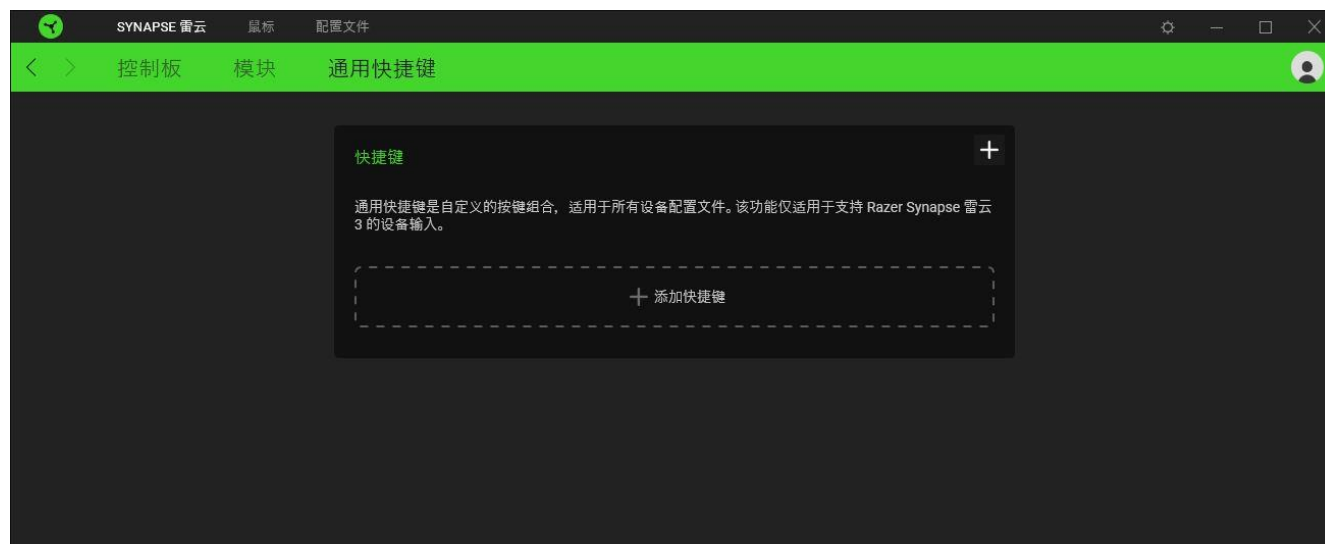 SYNAPSE 雷云 鼠标 配置文件
控制板 模块 通用快捷键
快捷键
通用快捷键是自定义的按键组合，适用于所有设备配置文件。该功能仅适用于支持 Razer Synapse 雷云
3 的设备输入。
添加快捷键